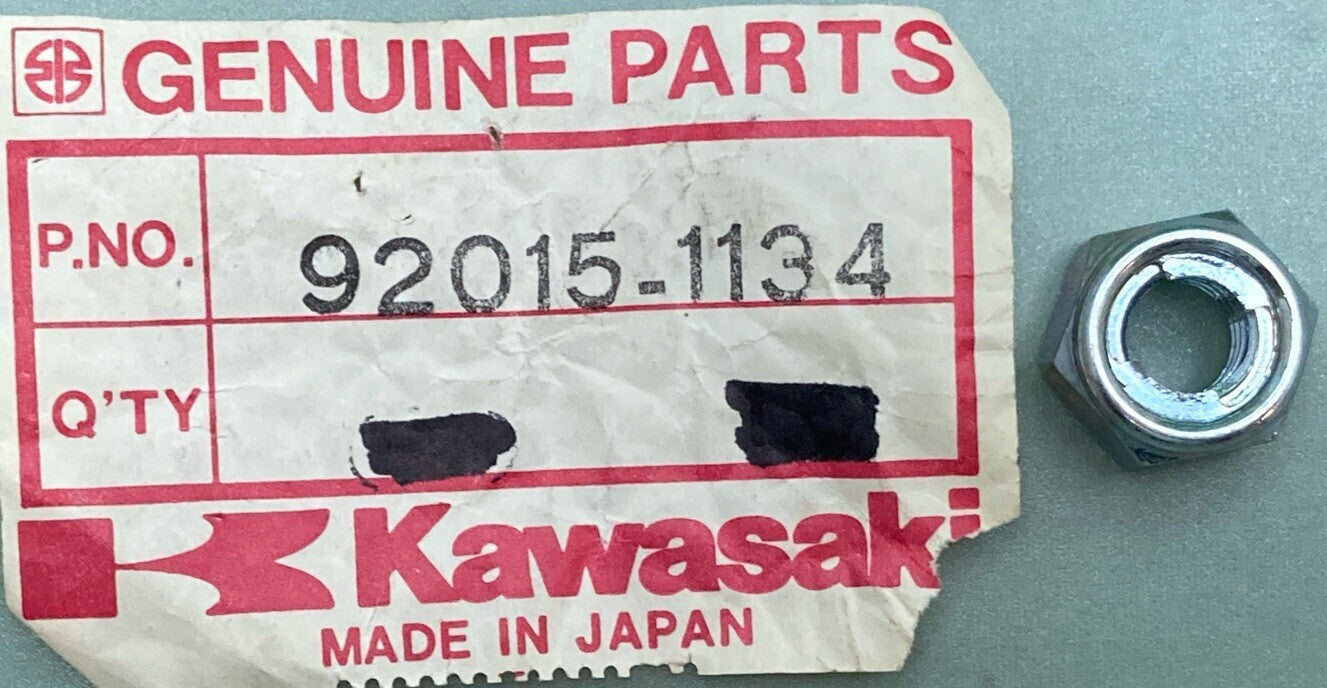 GENUINE PARTS
P.NO. 92015-1134
Q'TY
Kawasaki
MADE IN JAPAN